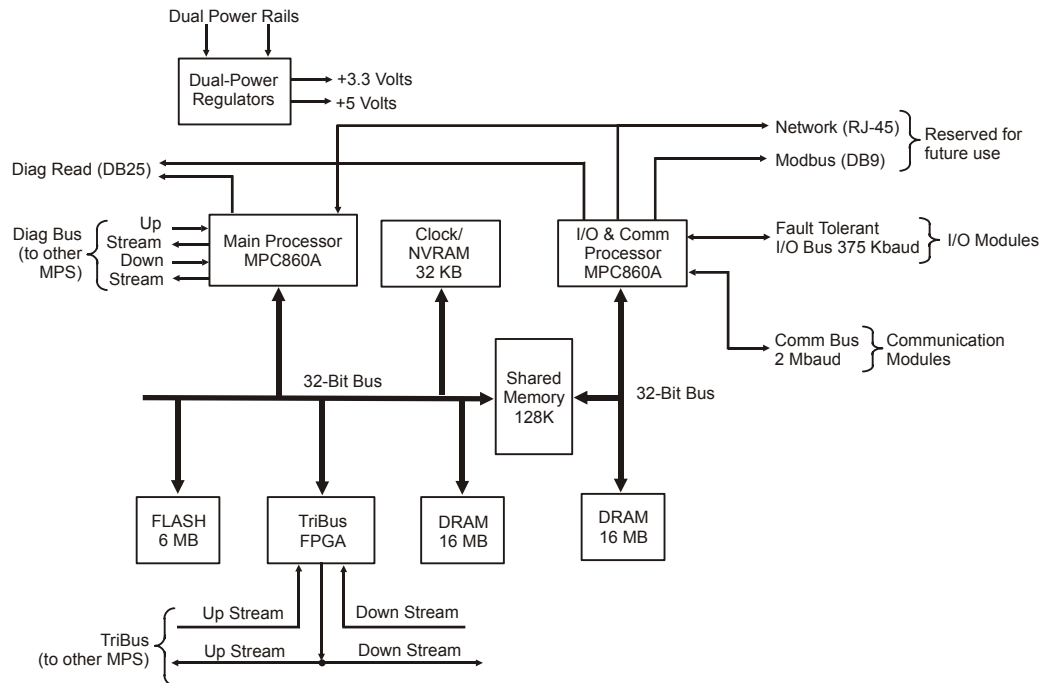 Dual Power Rails
Dual-Power
Regulators
+3.3 Volts
+5 Volts
Network (RJ-45)
Modbus (DB9)
Reserved for
future use
Diag Read (DB25)
Diag Bus
(to other
MPS)
Up
Stream
Down
Stream
Main Processor
MPC860A
Clock/
NVRAM
32 KB
I/O & Comm
Processor
MPC860A
Fault Tolerant
I/O Bus 375 Kbaud
I/O Modules
Comm Bus
2 Mbaud
Communication
Modules
32-Bit Bus
Shared
Memory
128K
32-Bit Bus
FLASH
6 MB
TriBus
FPGA
DRAM
16 MB
DRAM
16 MB
TriBus
(to other MPS)
Up Stream
Down Stream
Up Stream
Down Stream